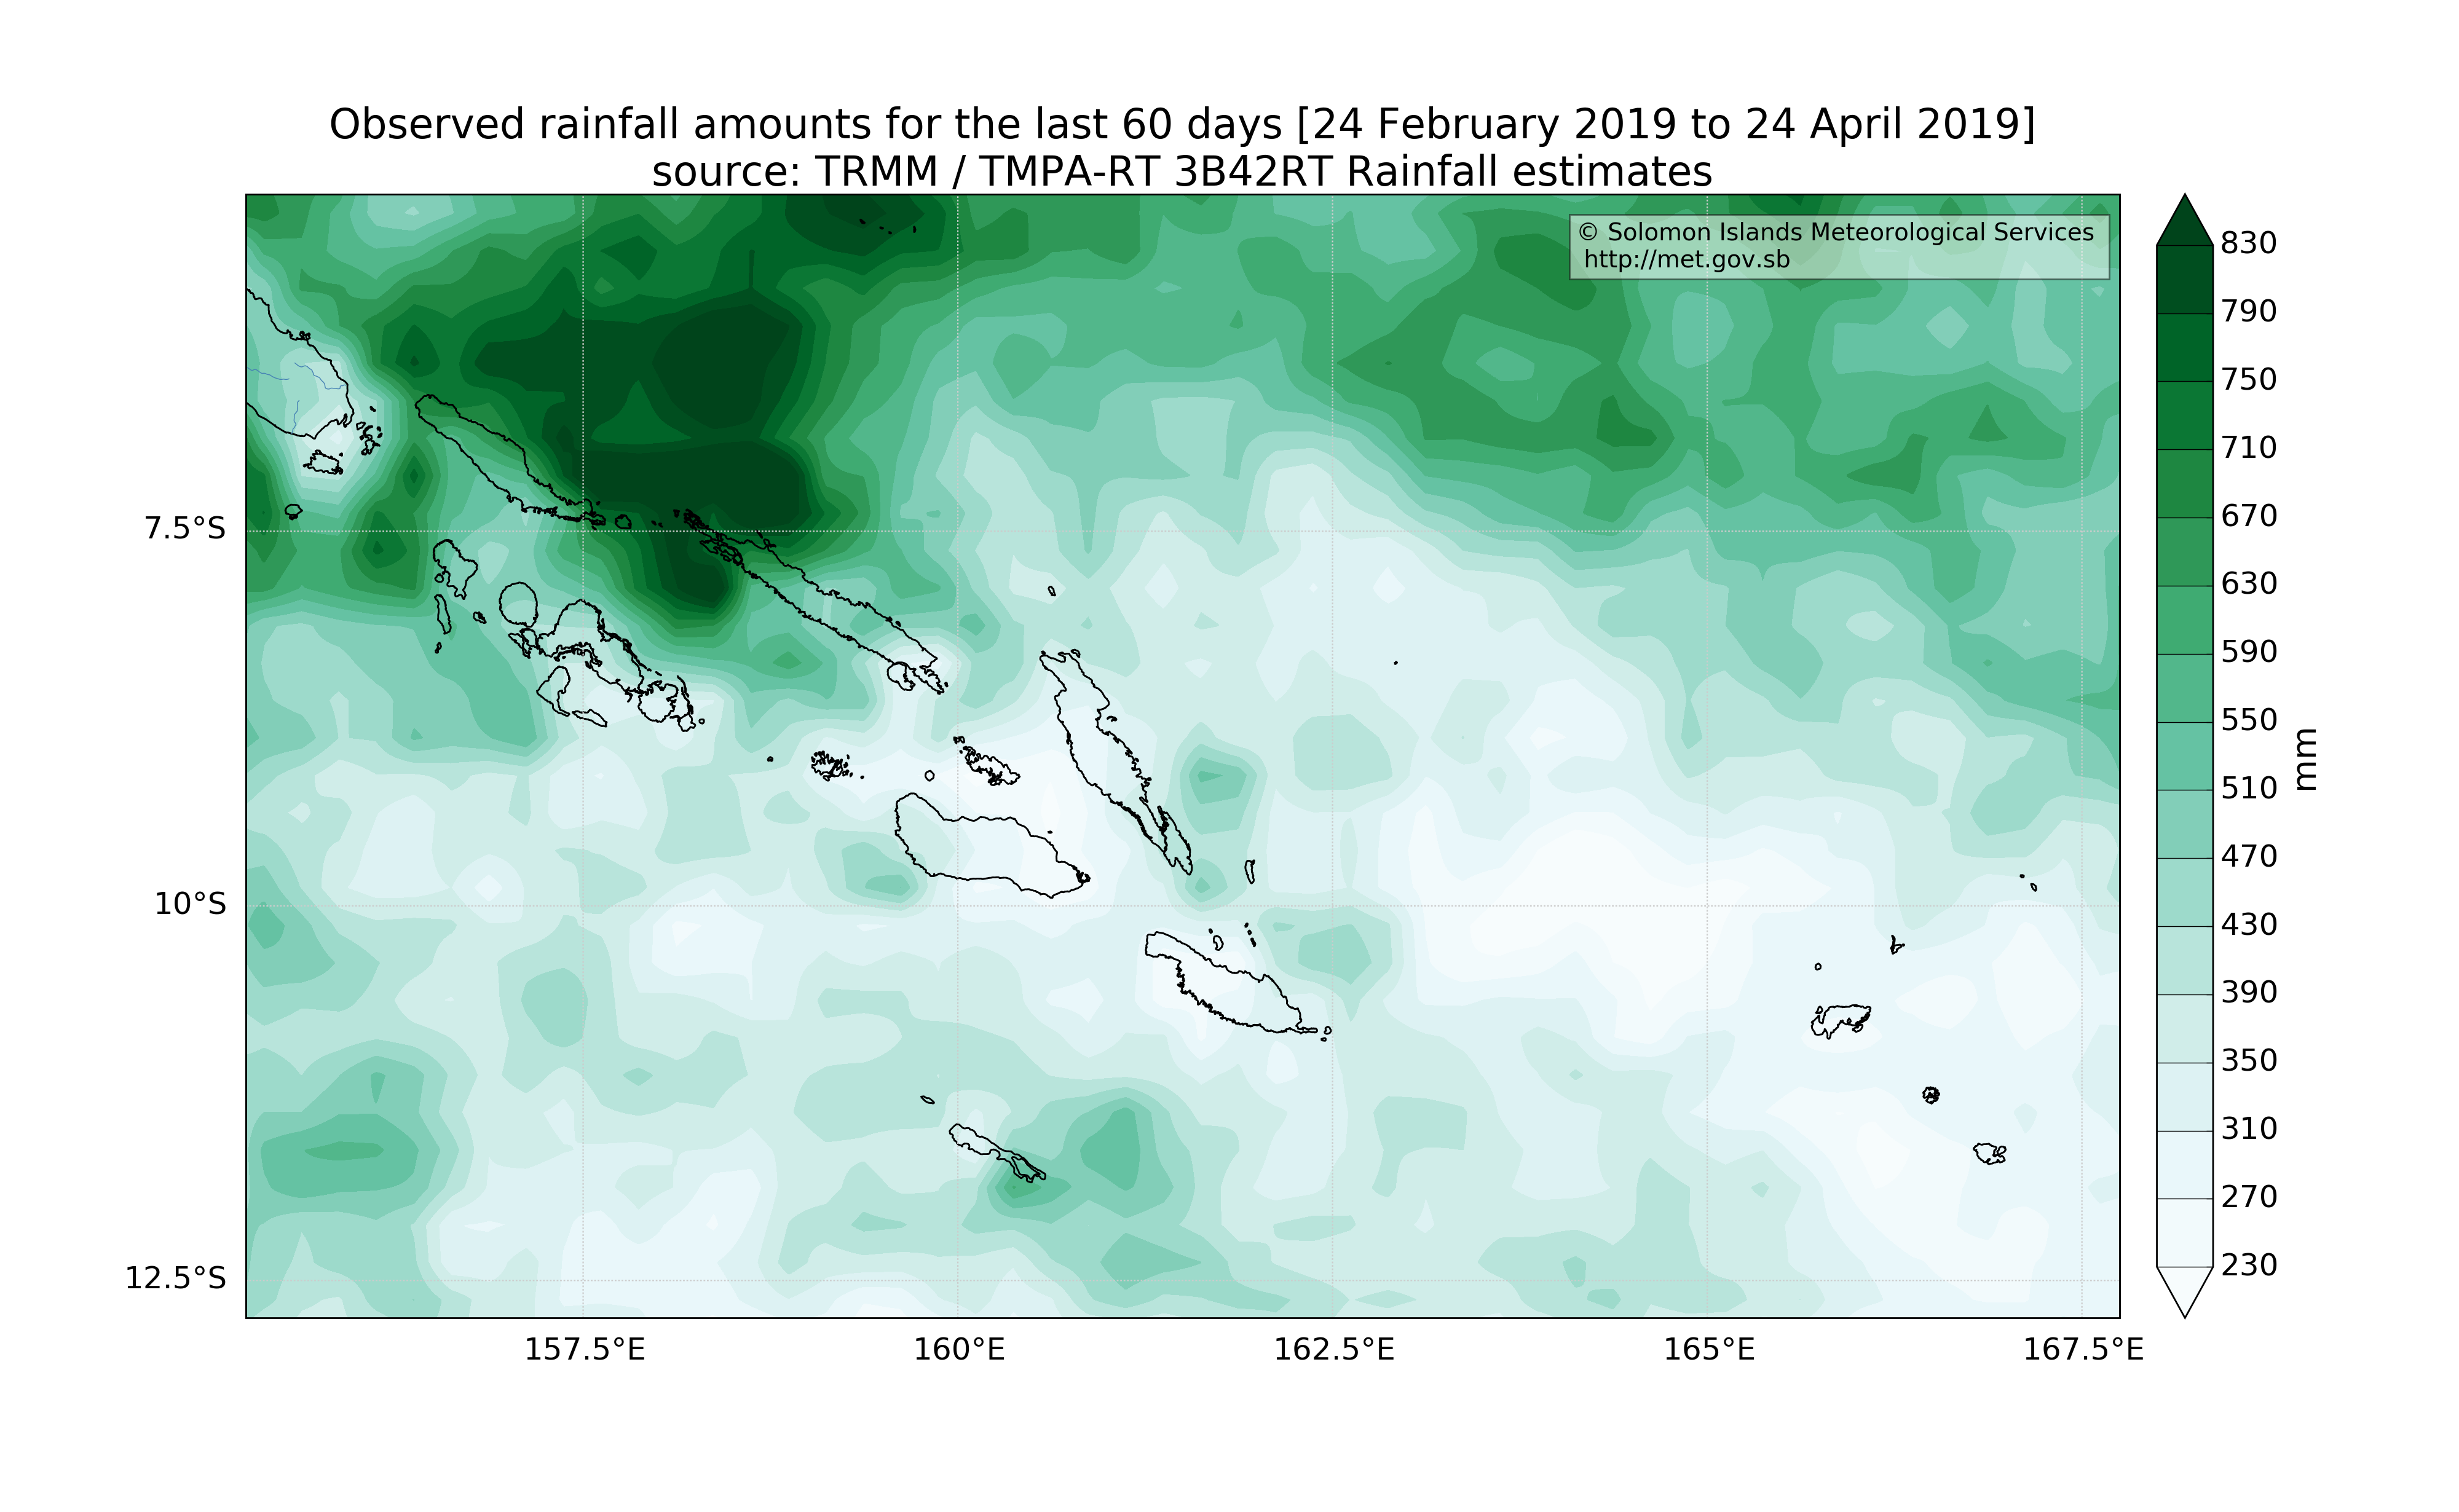 Observed rainfall amounts for the last 60 days [24 February 2019 to 24 April 2019]
source: TRMM / TMPA-RT 3B42RT Rainfall estimates
© Solomon Islands Meteorological Services
http://met.gov.sb
7.5°S
10°S
12.5°S
157.5°E
160°E
162.5°E
165°E
167.5°E
830
790
750
710
670
630
590
550
510
470
430
390
350
310
270
230
mm